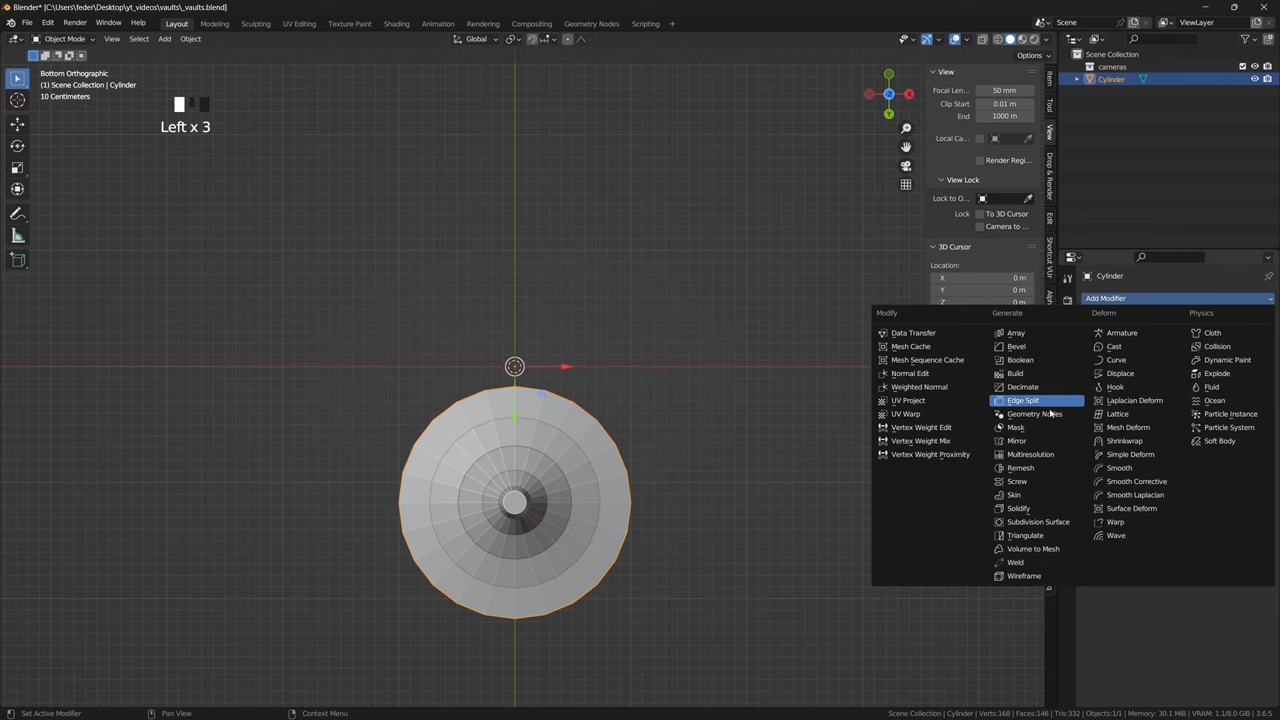 Blender* [C:\Users\feder\Desktop\yt_videos\vaults\_vaults.blend]
File Edit Render Window Help Layout Modeling Sculpting UV Editing Texture Paint Shading Animation Rendering Compositing Geometry Nodes Scripting + Scene ViewLayer
Object Mode View Select Add Object Global
Options
Bottom Orthographic
(1) Scene Collection | Cylinder
10 Centimeters
Left x 3
View
Focal Len... 50 mm
Clip Start 0.01 m
End 1000 m
Local Ca...
Render Regi...
View Lock
Lock to O...
Lock To 3D Cursor
Camera to ...
3D Cursor
Location:
X 0 m
Y 0 m
Z 0 m
Item
Tool
View
Drop & Render
Edit
Shortcut VUr
Scene Collection
cameras
Cylinder
Cylinder
Add Modifier
Modify
Data Transfer
Mesh Cache
Mesh Sequence Cache
Normal Edit
Weighted Normal
UV Project
UV Warp
Vertex Weight Edit
Vertex Weight Mix
Vertex Weight Proximity
Generate
Array
Bevel
Boolean
Build
Decimate
Edge Split
Geometry Nodes
Mask
Mirror
Multiresolution
Remesh
Screw
Skin
Solidify
Subdivision Surface
Triangulate
Volume to Mesh
Weld
Wireframe
Deform
Armature
Cast
Curve
Displace
Hook
Laplacian Deform
Lattice
Mesh Deform
Shrinkwrap
Simple Deform
Smooth
Smooth Corrective
Smooth Laplacian
Surface Deform
Warp
Wave
Physics
Cloth
Collision
Dynamic Paint
Explode
Fluid
Ocean
Particle Instance
Particle System
Soft Body
Set Active Modifier Pan View Context Menu Scene Collection | Cylinder | Verts:168 | Faces:146 | Tris:332 | Objects:1/1 | Memory: 30.1 MiB | VRAM: 1.1/8.0 GiB | 3.6.5